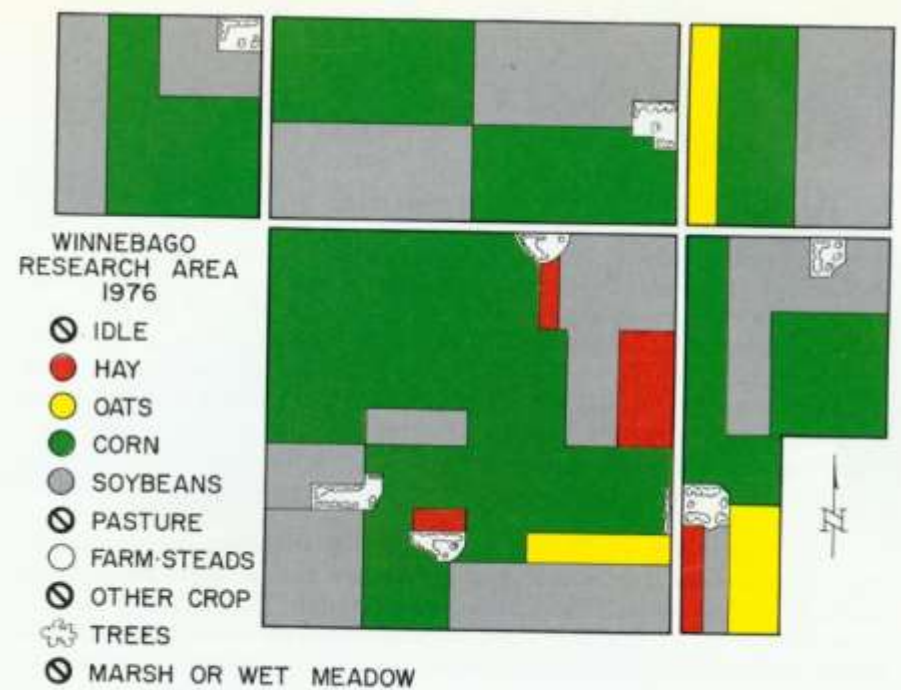 WINNEBAGO
RESEARCH AREA
1976
IDLE
HAY
OATS
CORN
SOYBEANS
PASTURE
FARM-STEADS
OTHER CROP
TREES
MARSH OR WET MEADOW
N